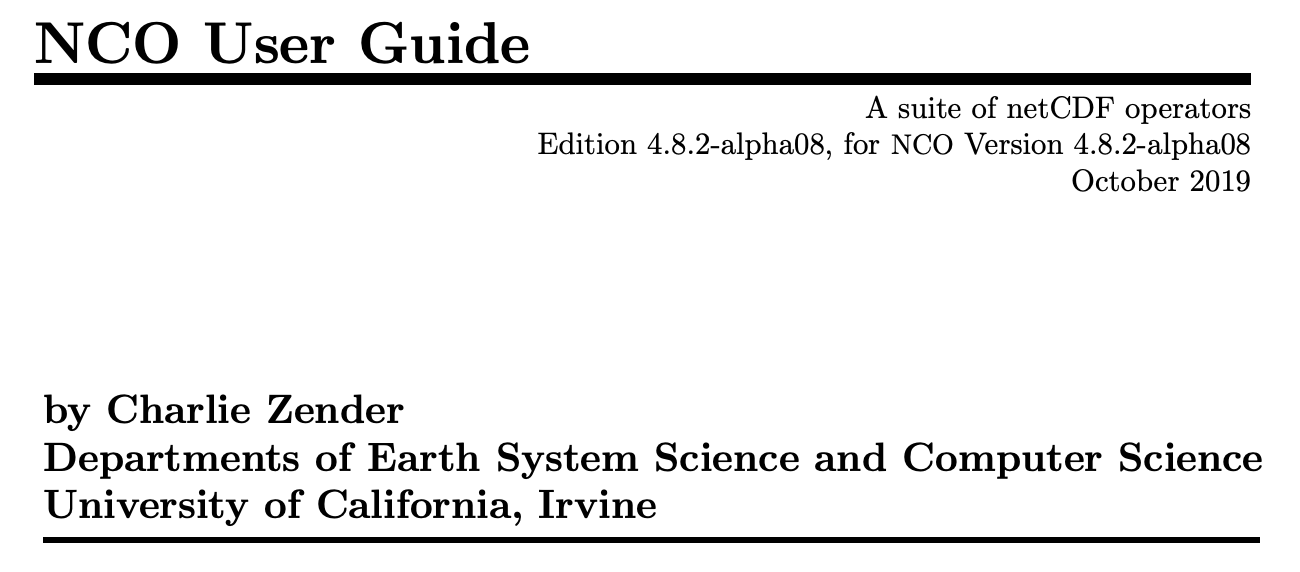 NCO User Guide
A suite of netCDF operators
Edition 4.8.2-alpha08, for NCO Version 4.8.2-alpha08
October 2019
by Charlie Zender
Departments of Earth System Science and Computer Science
University of California, Irvine